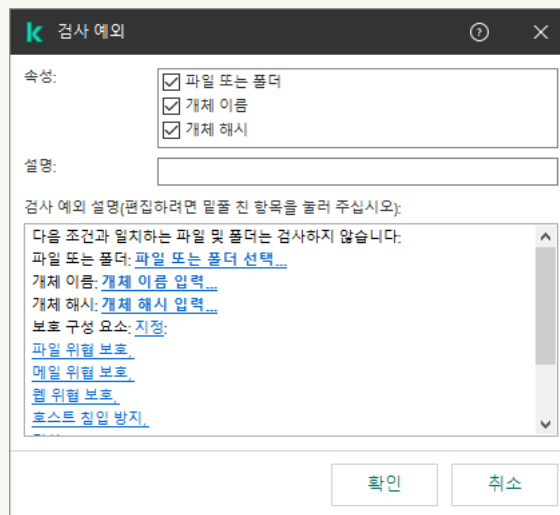 검사 예외
속성:
파일 또는 폴더
개체 이름
개체 해시
설명:
검사 예외 설명(편집하려면 밑줄 친 항목을 눌러 주십시오):
다음 조건과 일치하는 파일 및 폴더는 검사하지 않습니다:
파일 또는 폴더: 파일 또는 폴더 선택...
개체 이름: 개체 이름 입력...
개체 해시: 개체 해시 입력...
보호 구성 요소: 지정:
파일 위협 보호,
메일 위협 보호,
웹 위협 보호,
호스트 침입 방지,
확인
취소